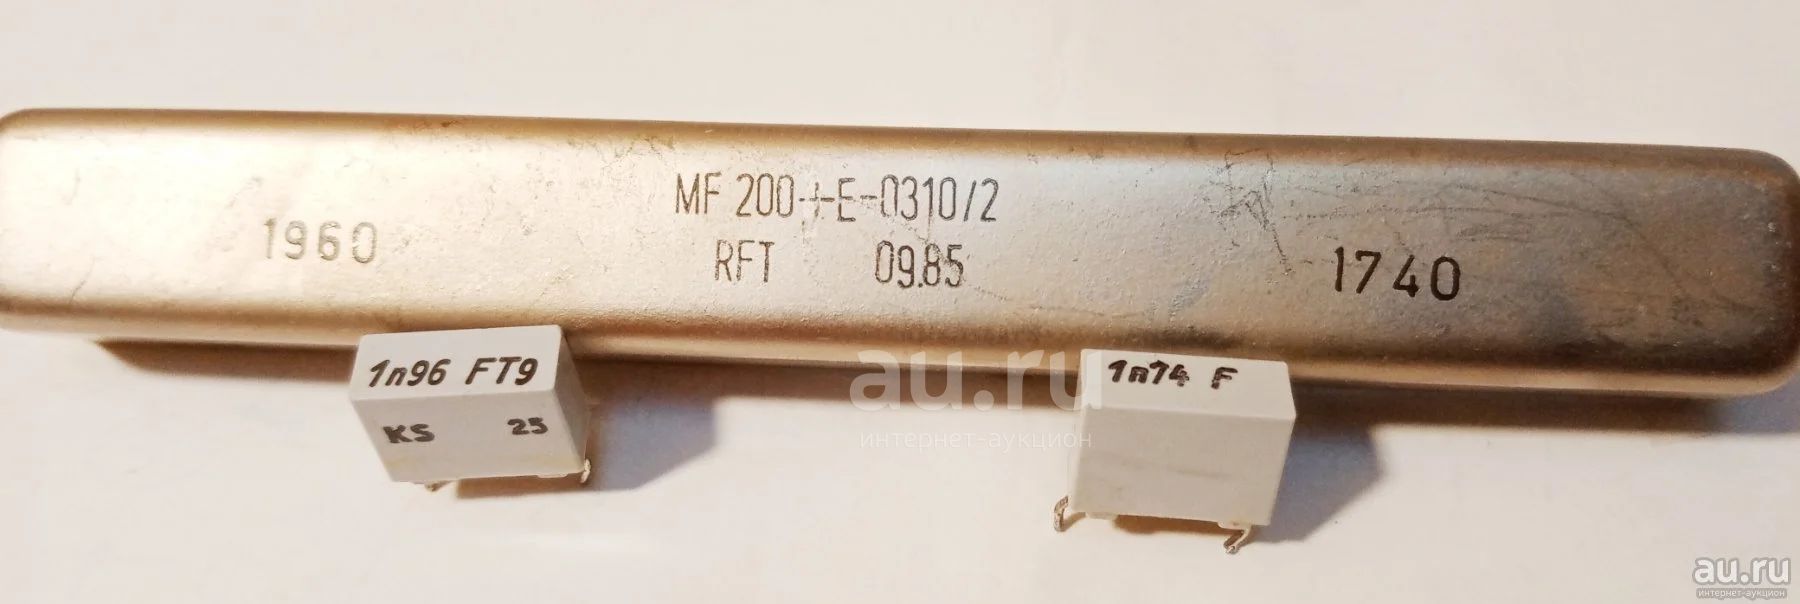 MF 200-+-E-0310/2
1960
RFT 09.85
1740
1n96 FT9
KS 25
1n74 F
au.ru
интернет-аукцион
au.ru
интернет-аукцион